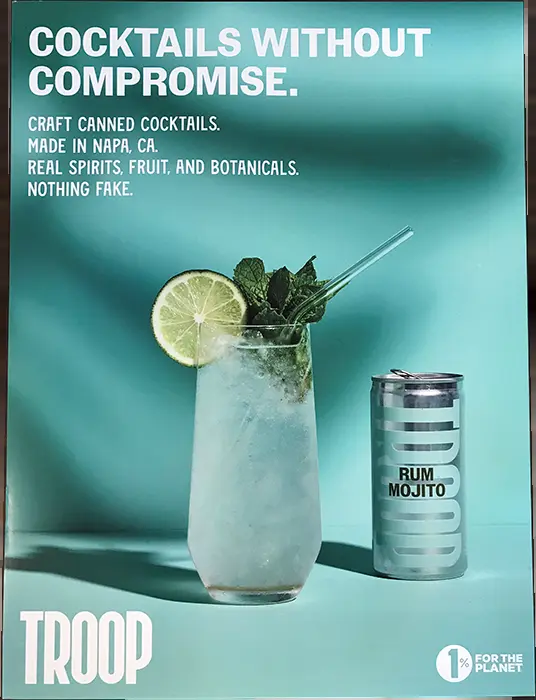 COCKTAILS WITHOUT
COMPROMISE.
CRAFT CANNED COCKTAILS.
MADE IN NAPA, CA.
REAL SPIRITS, FRUIT, AND BOTANICALS.
NOTHING FAKE.
TROOP
RUM
MOJITO
TROOP
1% FOR THE
PLANET